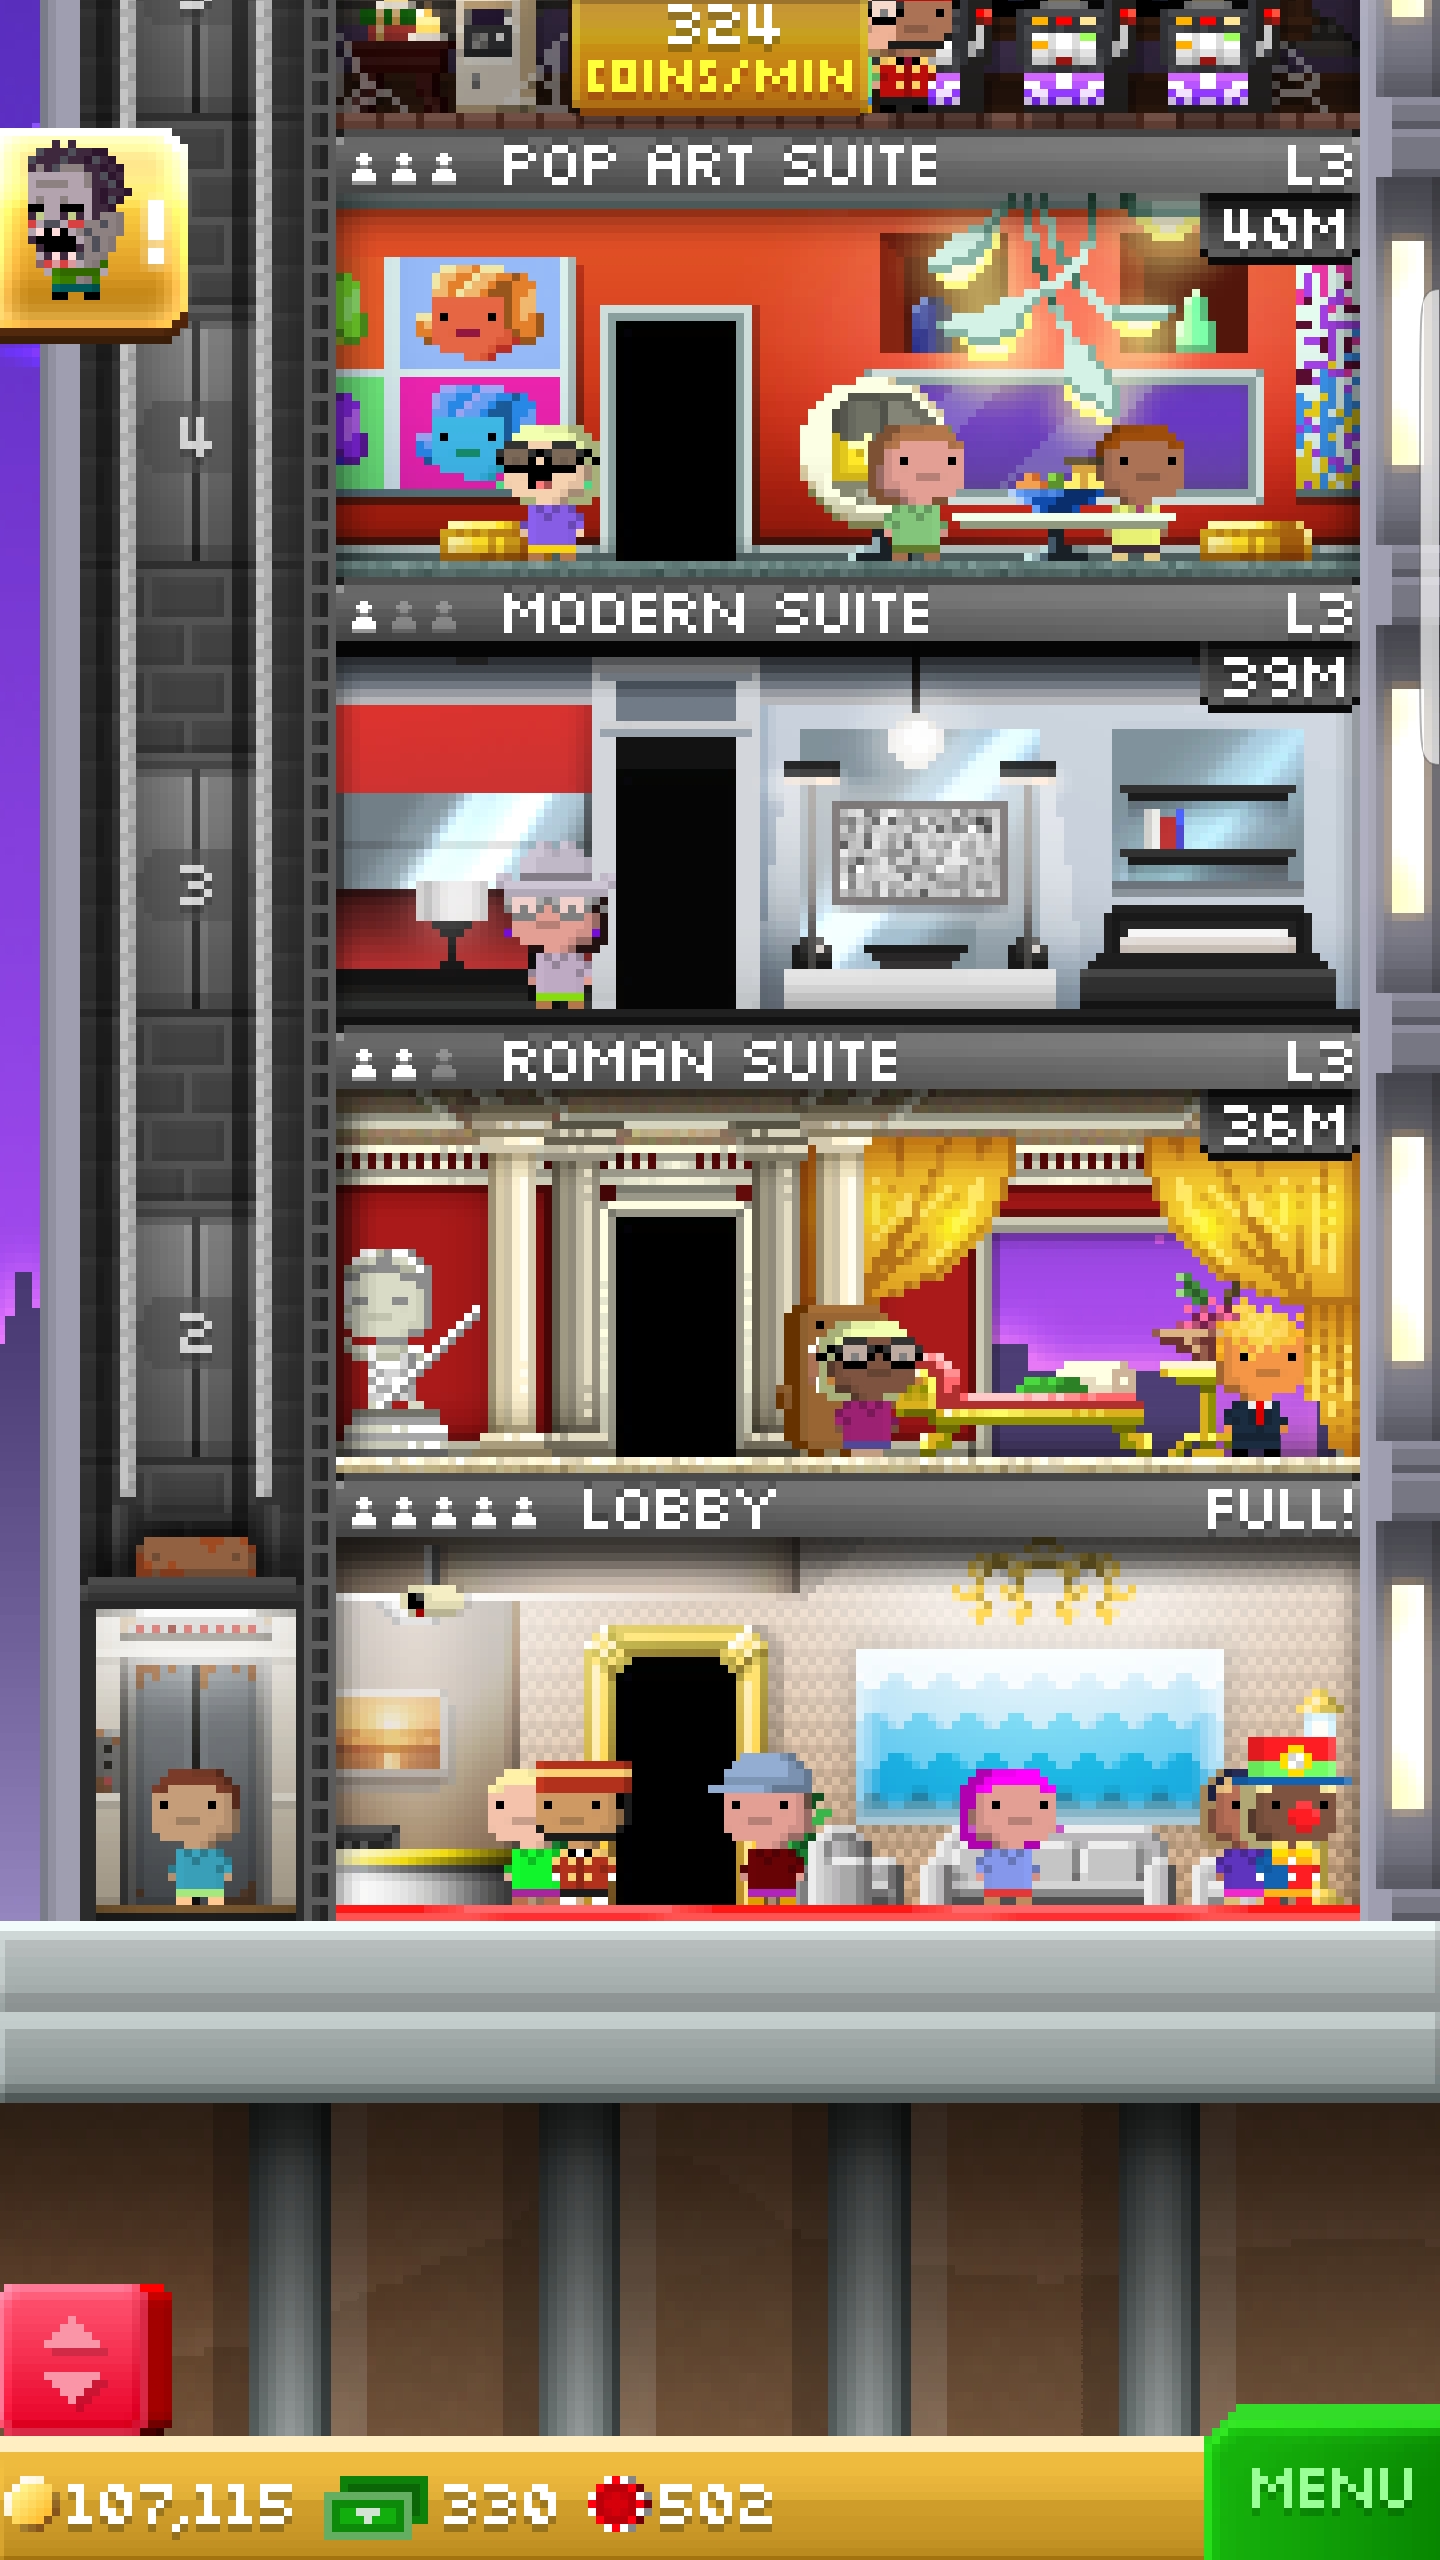 324
COINS/MIN
!
POP ART SUITE L3
40M
4
MODERN SUITE L3
39M
3
ROMAN SUITE L3
36M
2
LOBBY FULL!
MENU
107,115 330 502